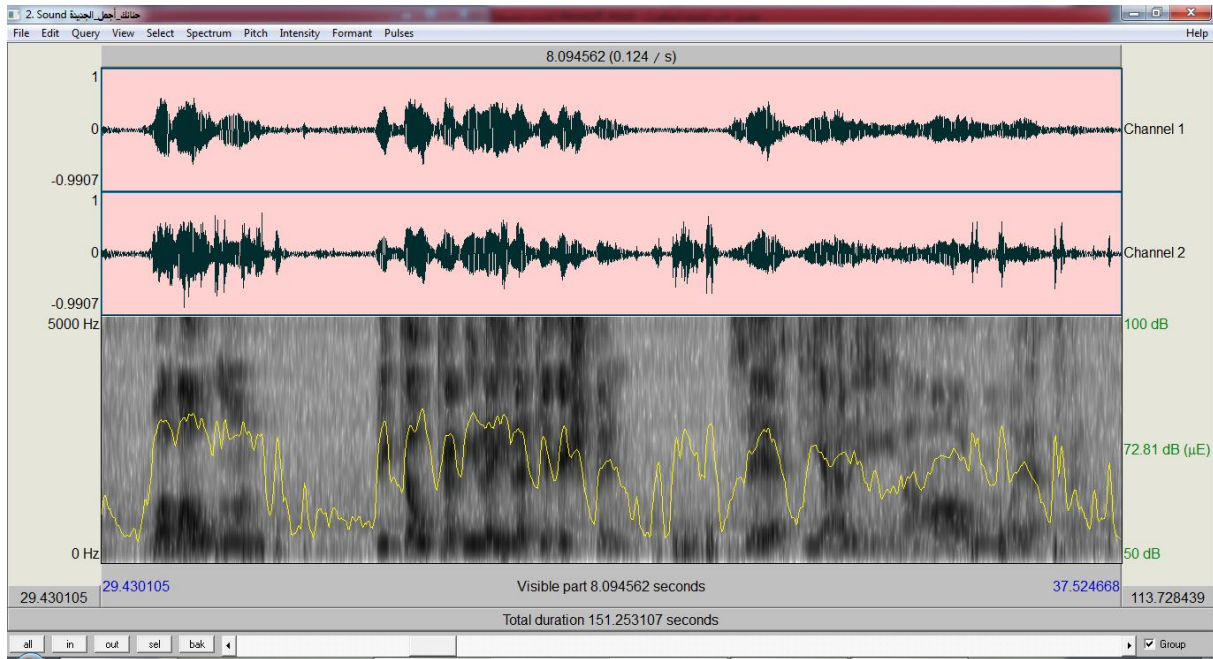 2. Sound حنانك_أجمل_الجديدة
File Edit Query View Select Spectrum Pitch Intensity Formant Pulses Help
8.094562 (0.124 / s)
1
0
-0.9907
Channel 1
1
0
-0.9907
Channel 2
5000 Hz
0 Hz
100 dB
72.81 dB (µE)
50 dB
29.430105
29.430105
Visible part 8.094562 seconds
37.524668
113.728439
Total duration 151.253107 seconds
all in out sel bak Group